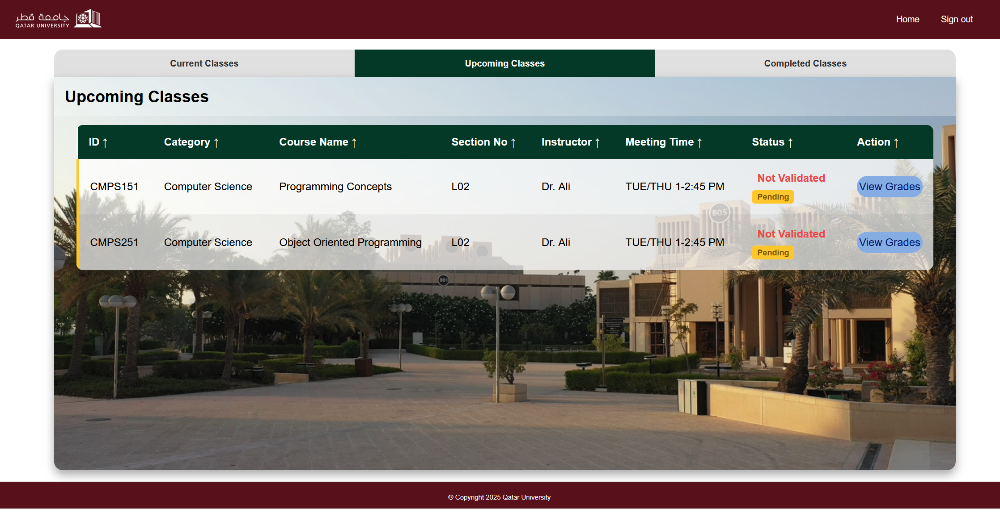 جامعة قطر
QATAR UNIVERSITY
Home Sign out
Current Classes Upcoming Classes Completed Classes
Upcoming Classes
ID ↑ Category ↑ Course Name ↑ Section No ↑ Instructor ↑ Meeting Time ↑ Status ↑ Action ↑
CMPS151 Computer Science Programming Concepts L02 Dr. Ali TUE/THU 1-2:45 PM Not Validated View Grades
Pending
B05
CMPS251 Computer Science Object Oriented Programming L02 Dr. Ali TUE/THU 1-2:45 PM Not Validated View Grades
Pending
B01
© Copyright 2025 Qatar University